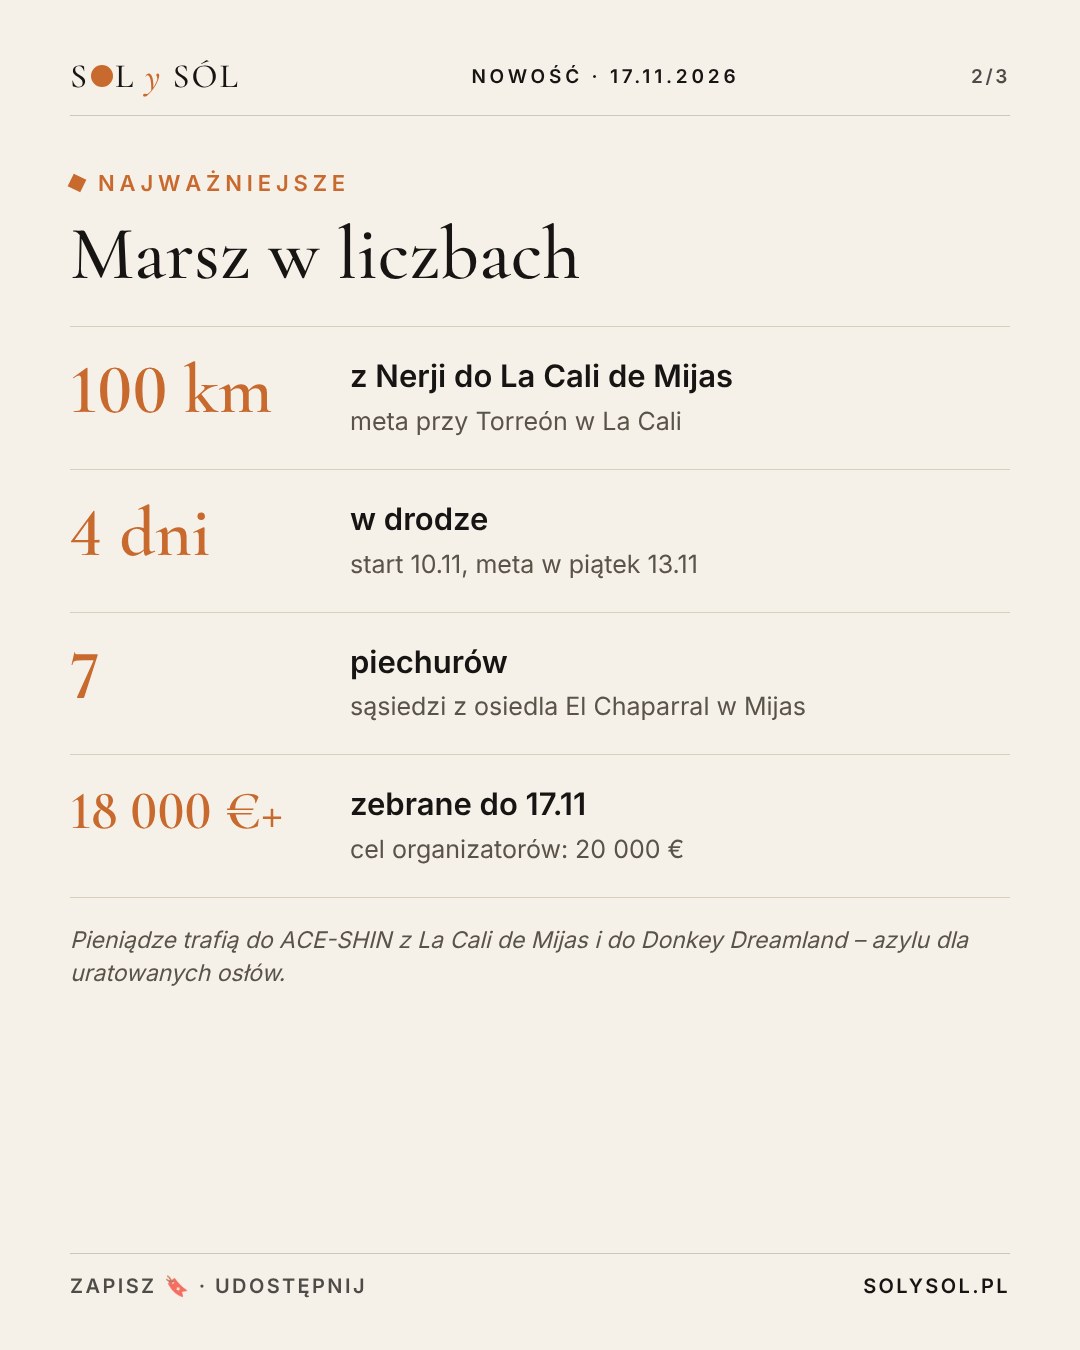 SOL y SÓL
NOWOŚĆ · 17.11.2026
2/3
NAJWAŻNIEJSZE
Marsz w liczbach
100 km
z Nerji do La Cali de Mijas
meta przy Torreón w La Cali
4 dni
w drodze
start 10.11, meta w piątek 13.11
7
piechurów
sąsiedzi z osiedla El Chaparral w Mijas
18 000 €+
zebrane do 17.11
cel organizatorów: 20 000 €
Pieniądze trafią do ACE-SHIN z La Cali de Mijas i do Donkey Dreamland – azylu dla
uratowanych osłów.
ZAPISZ 🔖 · UDOSTĘPNIJ
SOLYSOL.PL